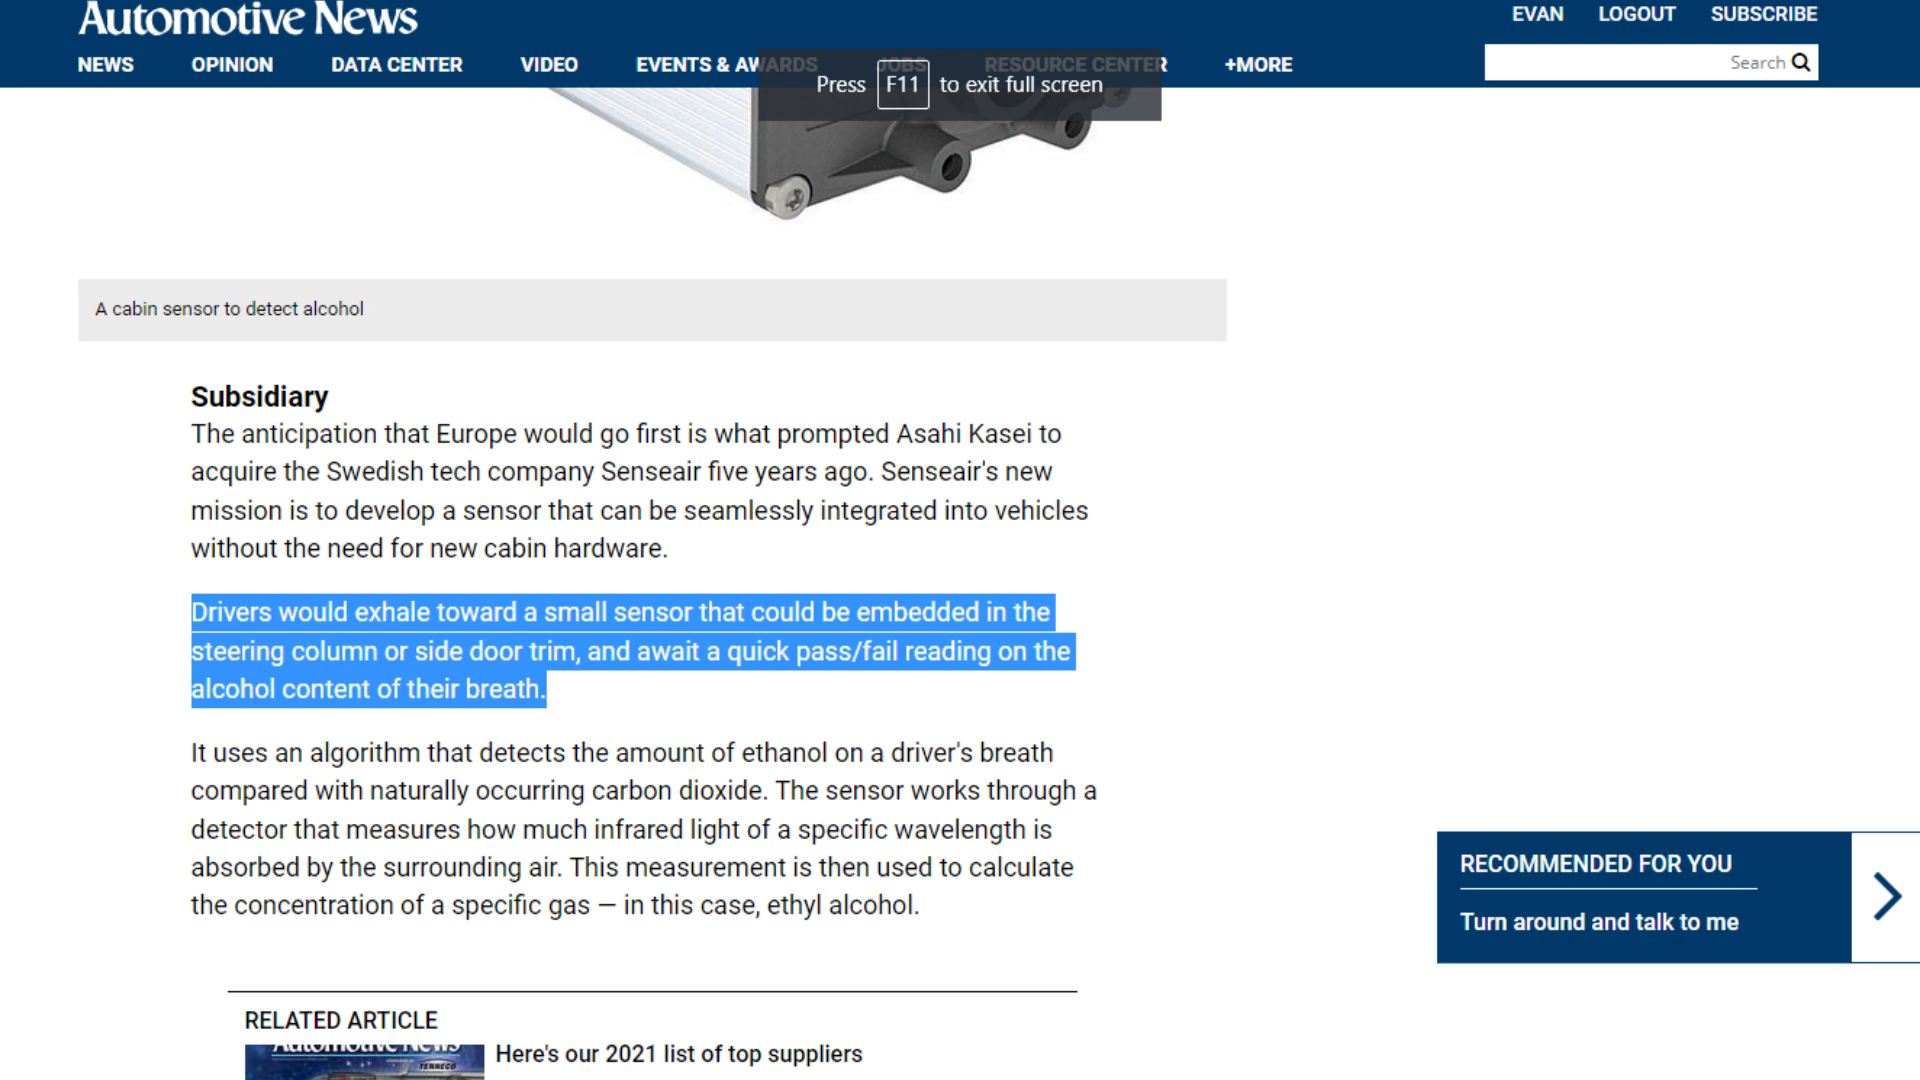 Automotive News
EVAN LOGOUT SUBSCRIBE
NEWS OPINION DATA CENTER VIDEO EVENTS & AWARDS JOBS RESOURCE CENTER +MORE
Search
Press F11 to exit full screen
A cabin sensor to detect alcohol
Subsidiary
The anticipation that Europe would go first is what prompted Asahi Kasei to
acquire the Swedish tech company Senseair five years ago. Senseair's new
mission is to develop a sensor that can be seamlessly integrated into vehicles
without the need for new cabin hardware.
Drivers would exhale toward a small sensor that could be embedded in the
steering column or side door trim, and await a quick pass/fail reading on the
alcohol content of their breath.
It uses an algorithm that detects the amount of ethanol on a driver's breath
compared with naturally occurring carbon dioxide. The sensor works through a
detector that measures how much infrared light of a specific wavelength is
absorbed by the surrounding air. This measurement is then used to calculate
the concentration of a specific gas — in this case, ethyl alcohol.
RECOMMENDED FOR YOU
Turn around and talk to me
RELATED ARTICLE
Automotive News
TENNECO
Here's our 2021 list of top suppliers